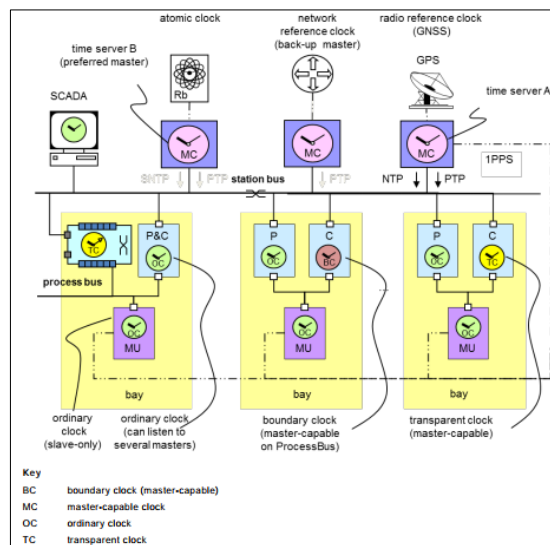 atomic clock
network
reference clock
(back-up master)
radio reference clock
(GNSS)
time server B
(preferred master)
GPS
time server A
SCADA
Rb
MC
MC
MC
1PPS
SNTP
PTP
station bus
PTP
NTP
PTP
P&C
P
C
P
C
TC
OC
OC
BC
OC
TC
process bus
OC
MU
OC
MU
OC
MU
bay
bay
bay
ordinary
clock
(slave-only)
ordinary clock
(can listen to
several masters)
boundary clock
(master-capable
on ProcessBus)
transparent clock
(master-capable)
Key
BC boundary clock (master-capable)
MC master-capable clock
OC ordinary clock
TC transparent clock